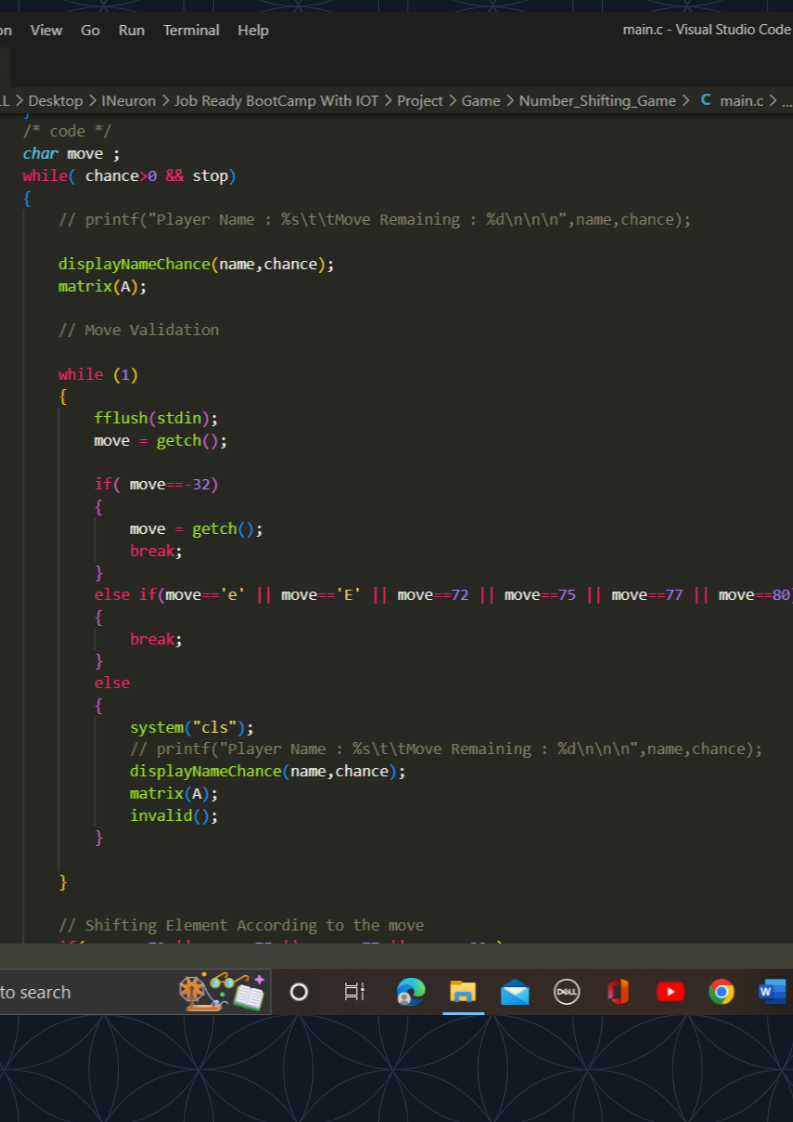 on View Go Run Terminal Help main.c - Visual Studio Code
LL > Desktop > INeuron > Job Ready BootCamp With IOT > Project > Game > Number_Shifting_Game > C main.c > ...
}
/* code */
char move ;
while( chance>0 && stop)
{
// printf("Player Name : %s\t\tMove Remaining : %d\n\n\n",name,chance);
displayNameChance(name,chance);
matrix(A);
// Move Validation
while (1)
{
fflush(stdin);
move = getch();
if( move==-32)
{
move = getch();
break;
}
else if(move=='e' || move=='E' || move==72 || move==75 || move==77 || move==80)
{
break;
}
else
{
system("cls");
// printf("Player Name : %s\t\tMove Remaining : %d\n\n\n",name,chance);
displayNameChance(name,chance);
matrix(A);
invalid();
}
}
// Shifting Element According to the move
to search
DELL
W